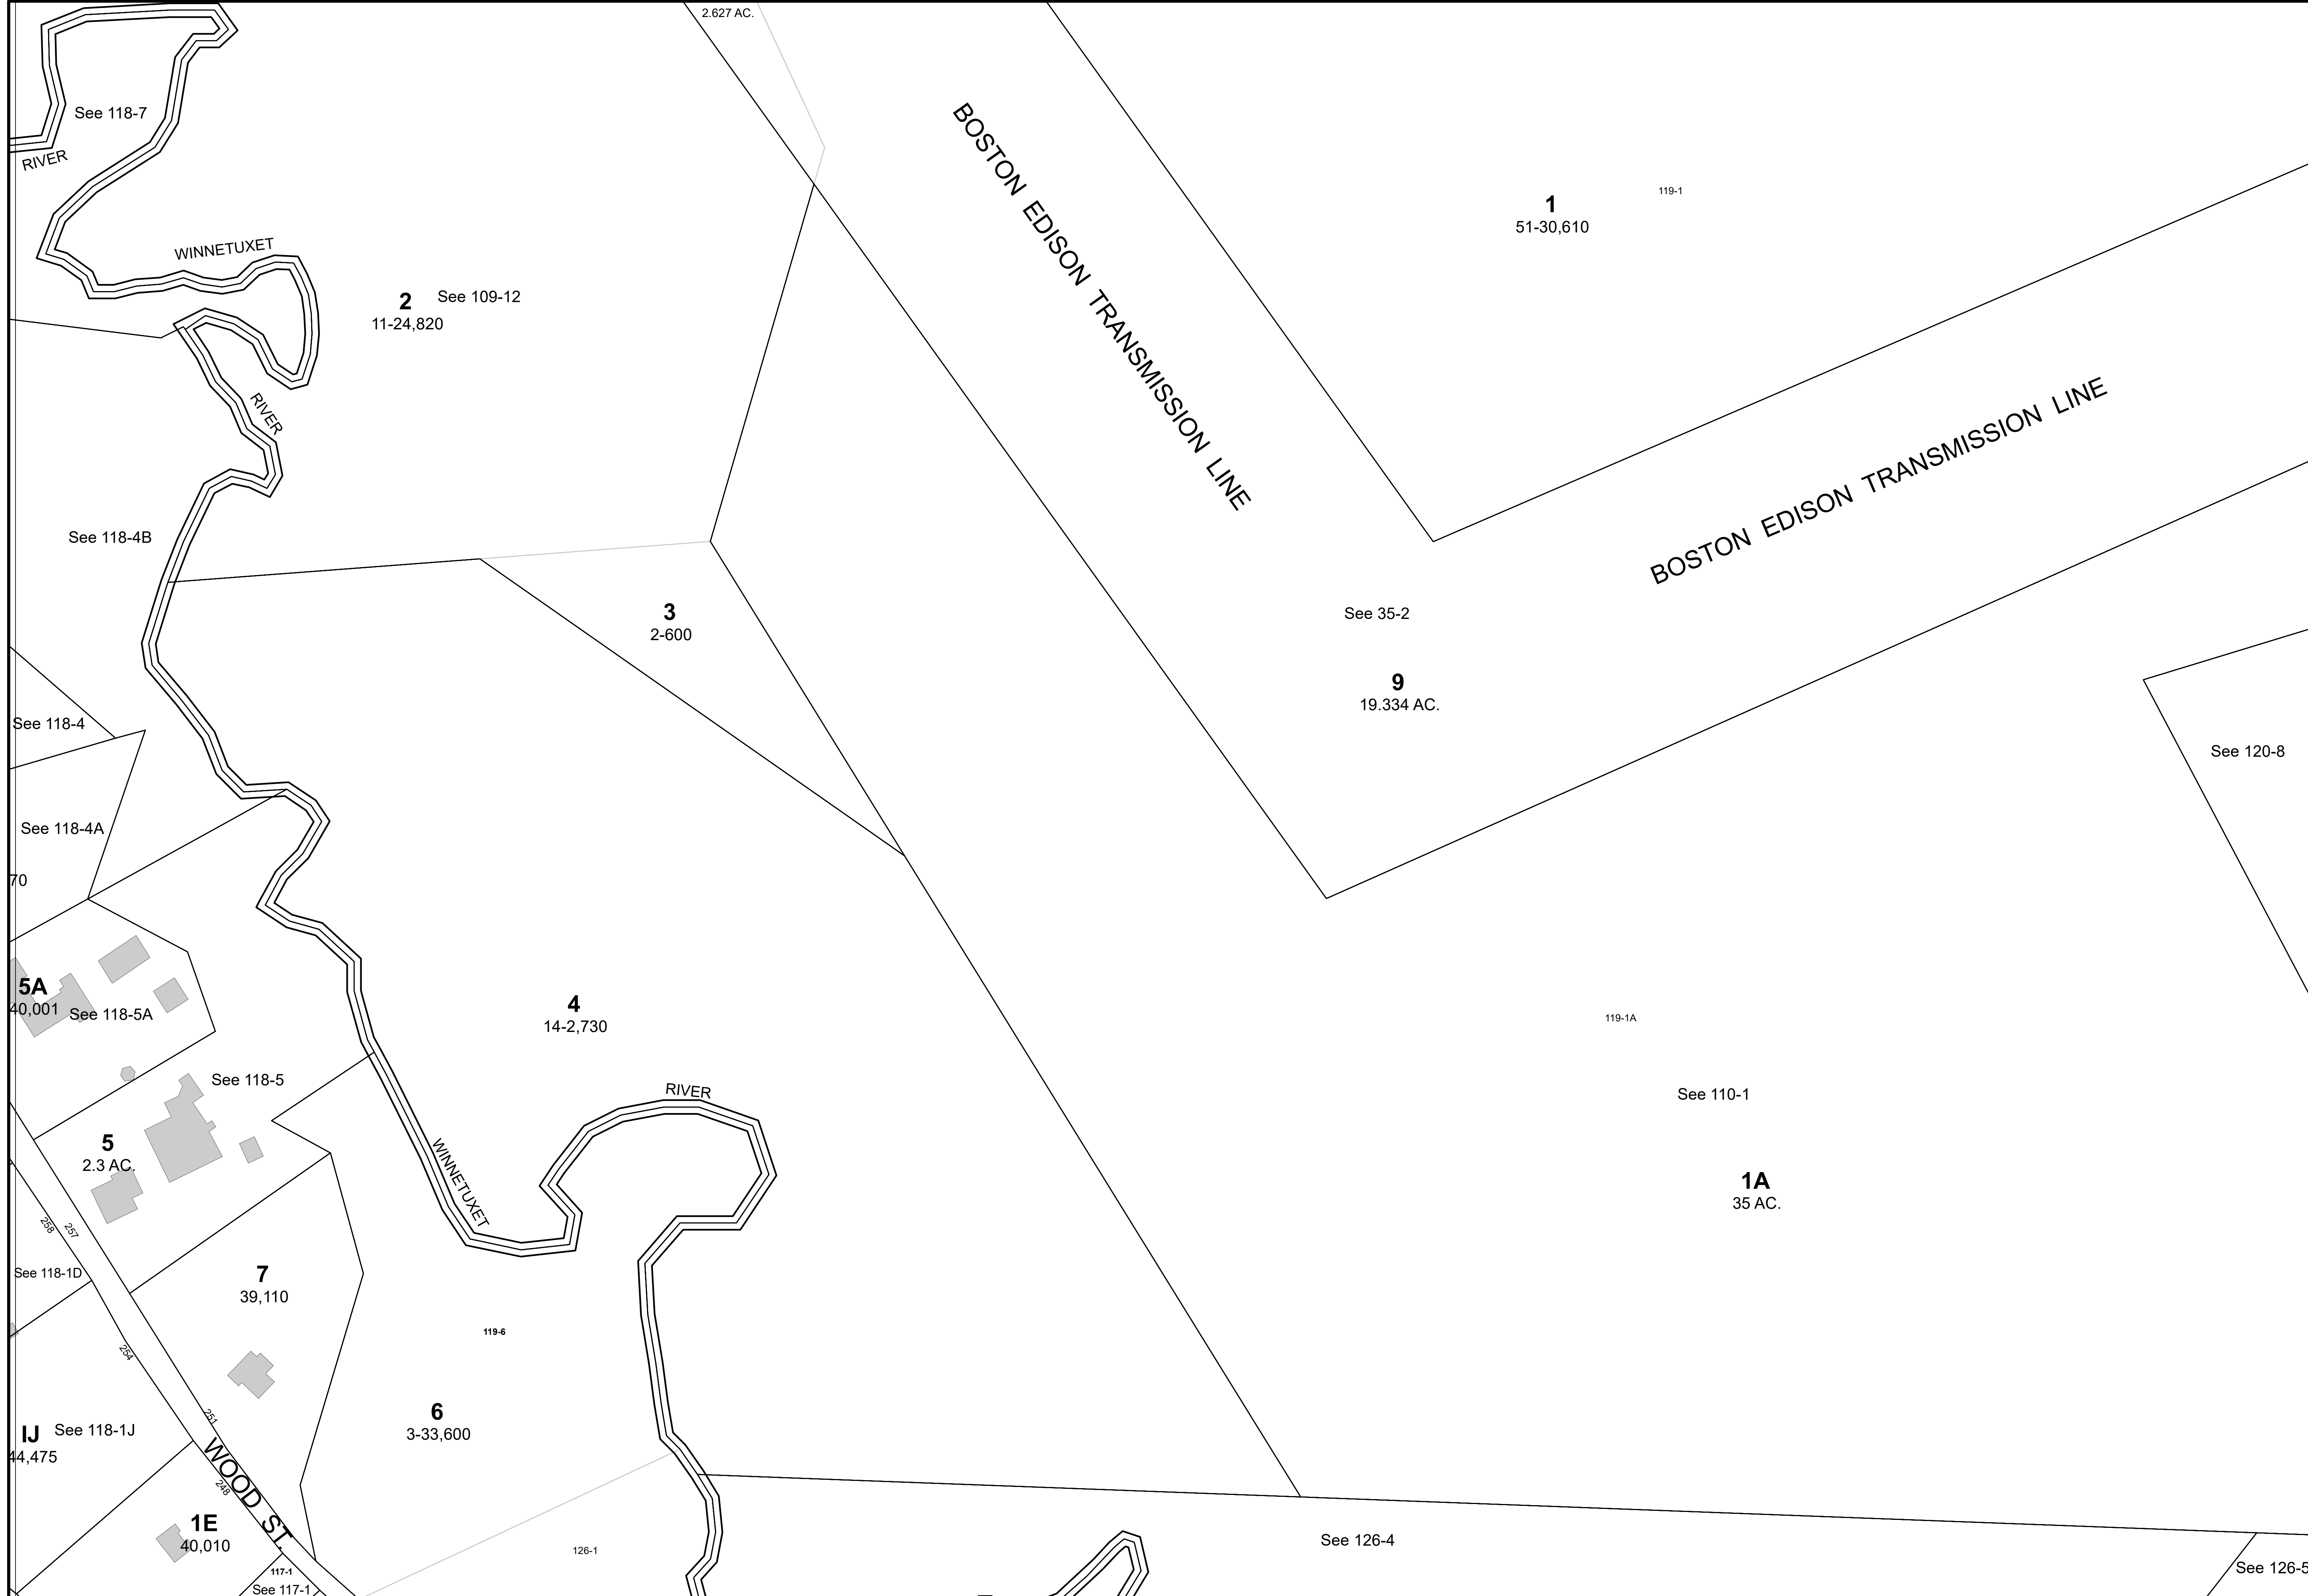 2.627 AC.
See 118-7
RIVER
BOSTON EDISON TRANSMISSION LINE
1
51-30,610
119-1
WINNETUXET
2
11-24,820
See 109-12
RIVER
BOSTON EDISON TRANSMISSION LINE
See 118-4B
3
2-600
See 35-2
9
19.334 AC.
See 118-4
See 120-8
See 118-4A
70
5A
40,001
See 118-5A
4
14-2,730
119-1A
See 118-5
RIVER
See 110-1
5
2.3 AC.
WINNETUXET
1A
35 AC.
258
257
See 118-1D
7
39,110
119-6
254
251
6
3-33,600
IJ
44,475
See 118-1J
WOOD ST.
248
1E
40,010
126-1
See 126-4
117-1
See 117-1
See 126-5